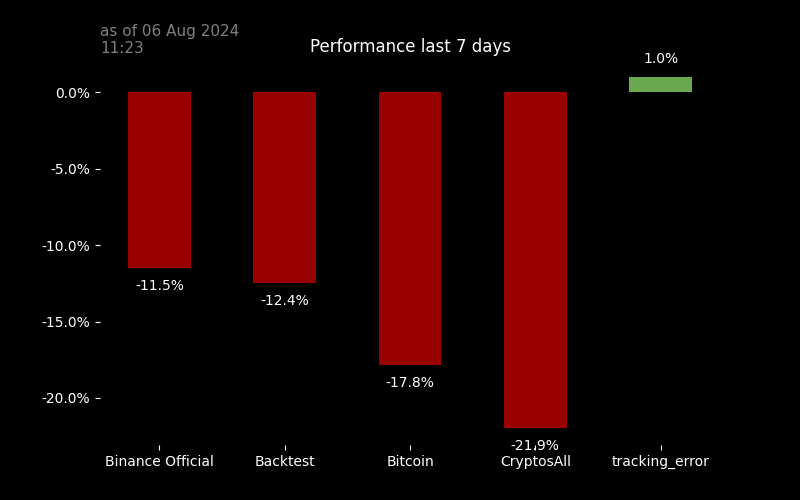 as of 06 Aug 2024
11:23
Performance last 7 days
1.0%
0.0%
-5.0%
-10.0%
-15.0%
-20.0%
-11.5%
-12.4%
-17.8%
-21.9%
Binance Official
Backtest
Bitcoin
CryptosAll
tracking_error